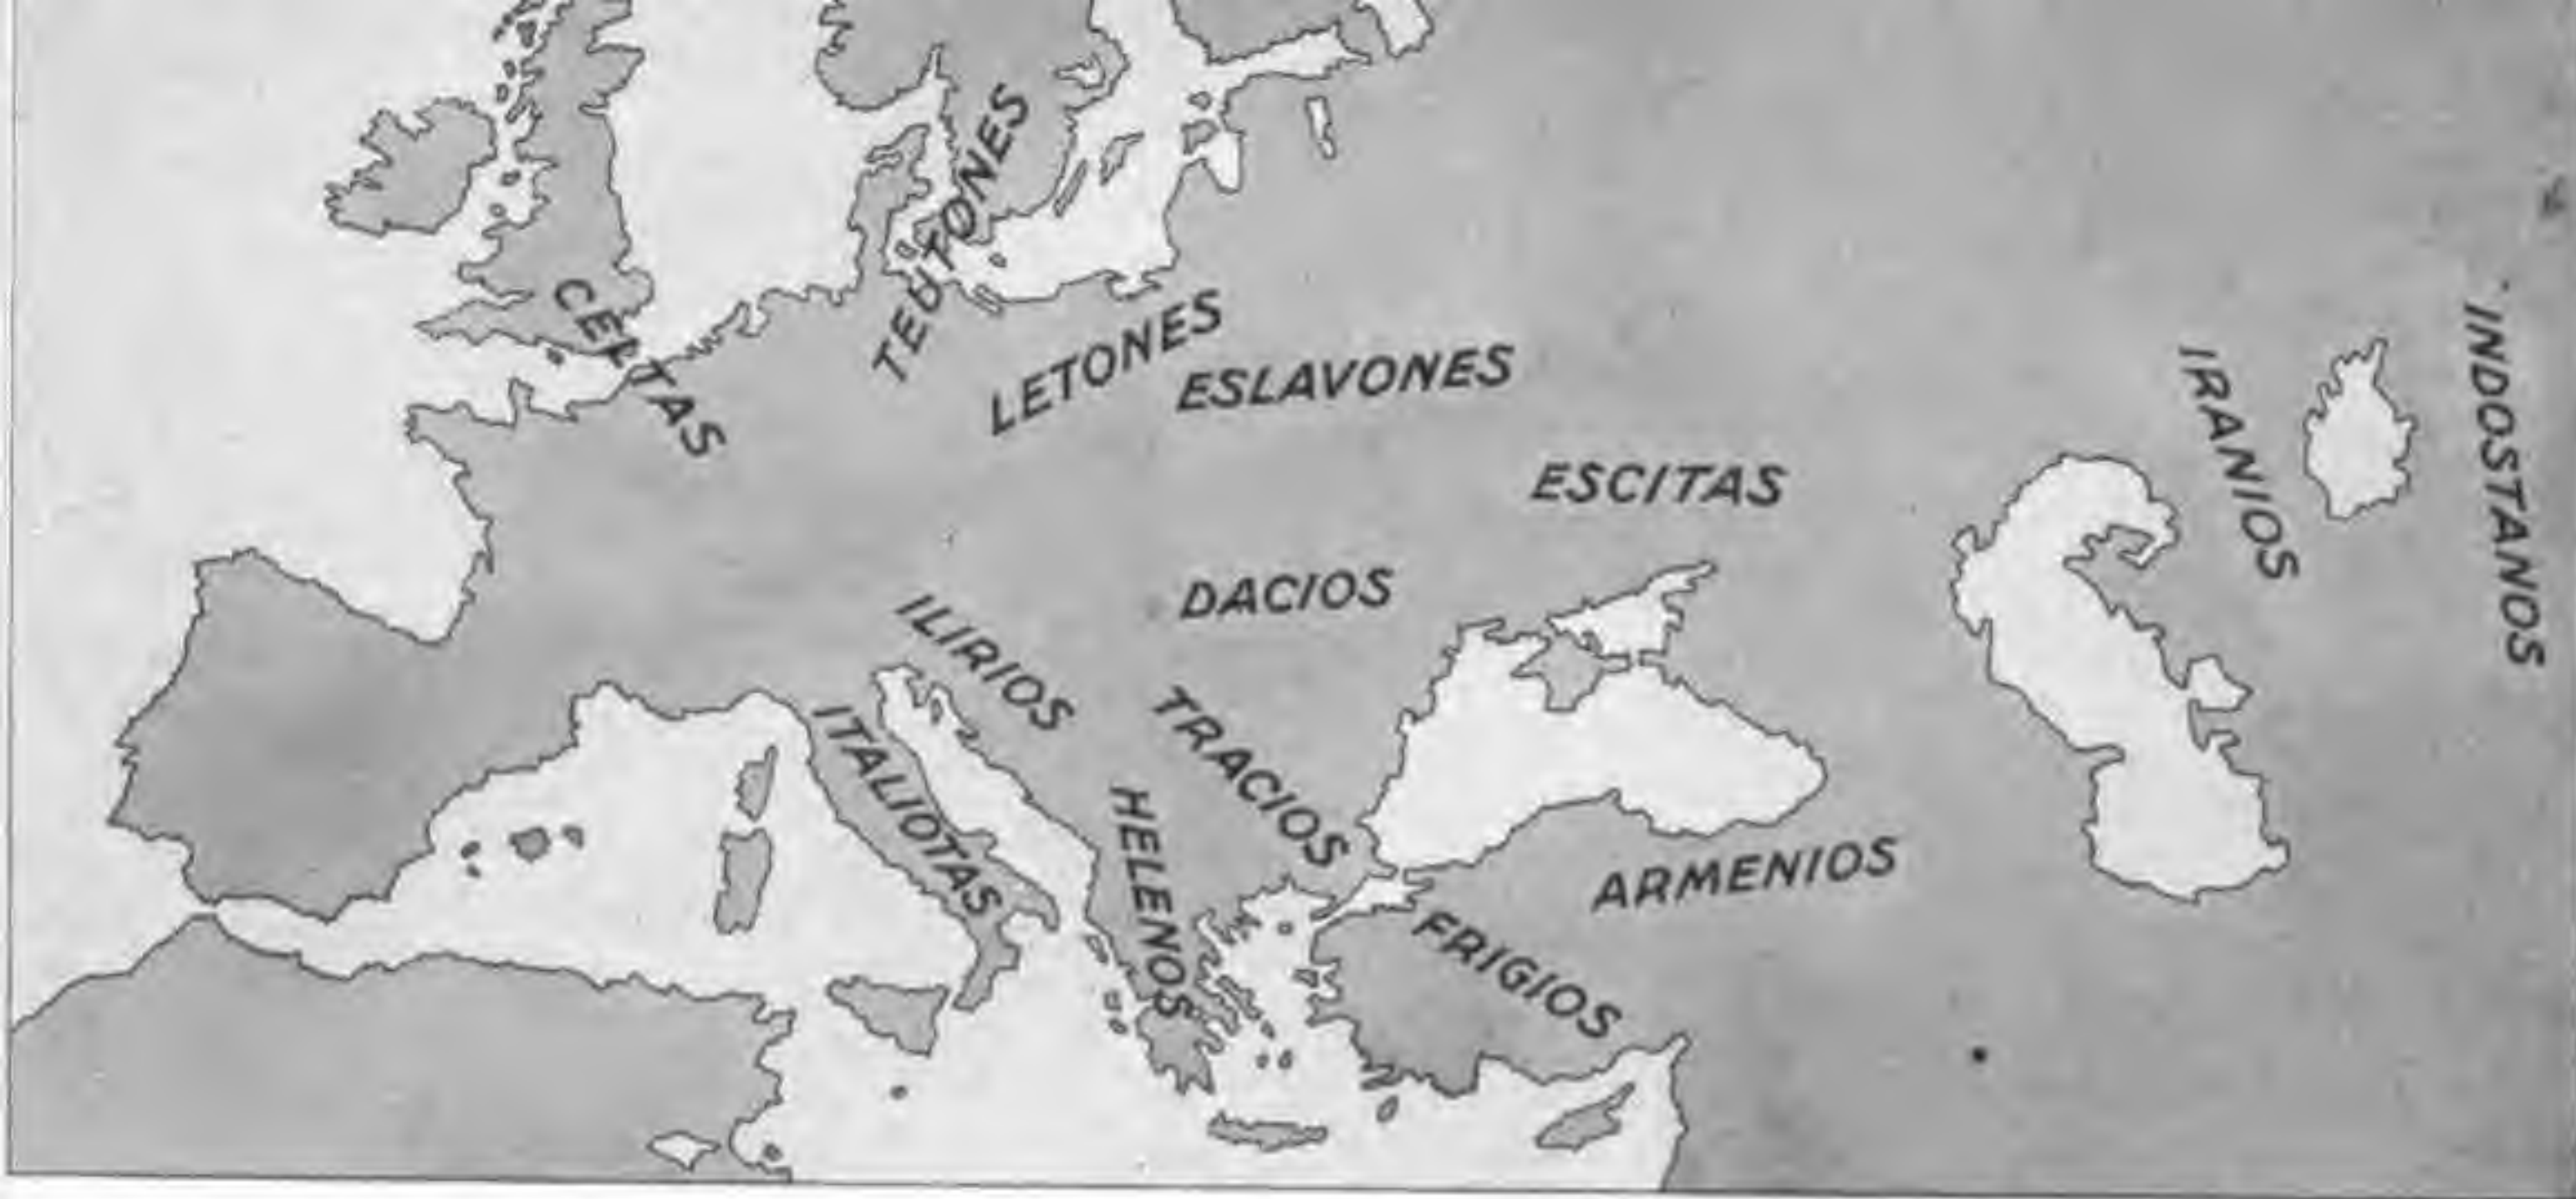 TEUTONES
CELTAS
LETONES
ESLAVONES
ESCITAS
IRANIOS
INDOSTANOS
DACIOS
ILIRIOS
TRACIOS
ITALIOTAS
HELENOS
ARMENIOS
FRIGIOS